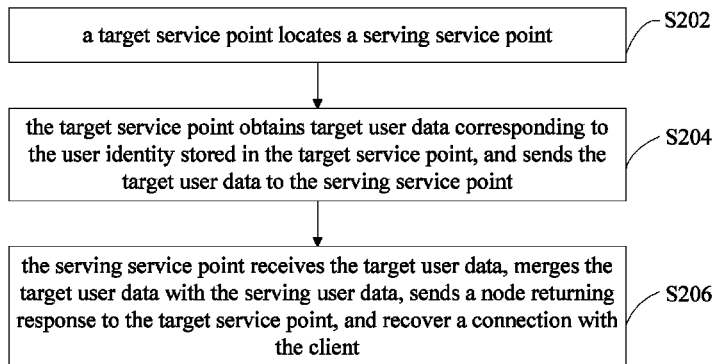 a target service point locates a serving service point
S202
the target service point obtains target user data corresponding to
the user identity stored in the target service point, and sends the
target user data to the serving service point
S204
the serving service point receives the target user data, merges the
target user data with the serving user data, sends a node returning
response to the target service point, and recover a connection with
the client
S206